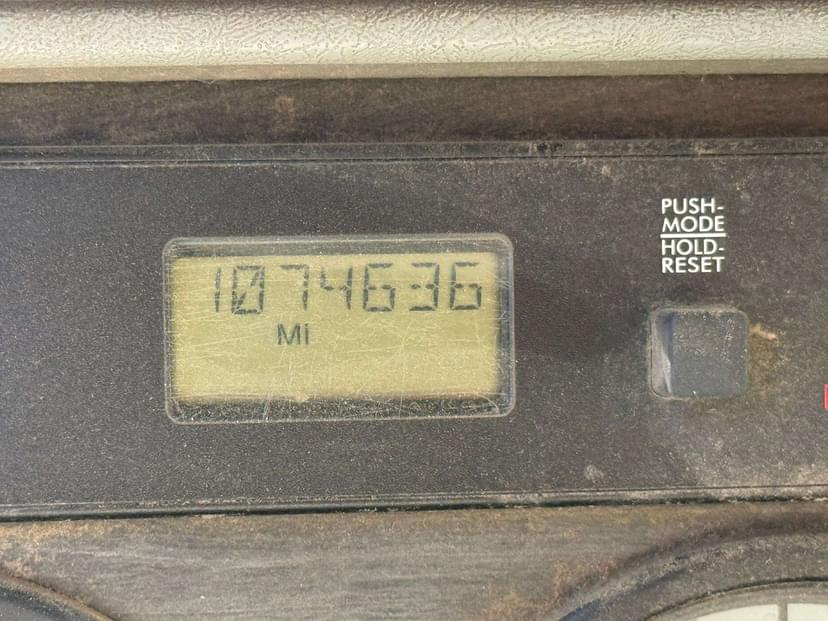 PUSH-
MODE
HOLD-
RESET
1074636
MI